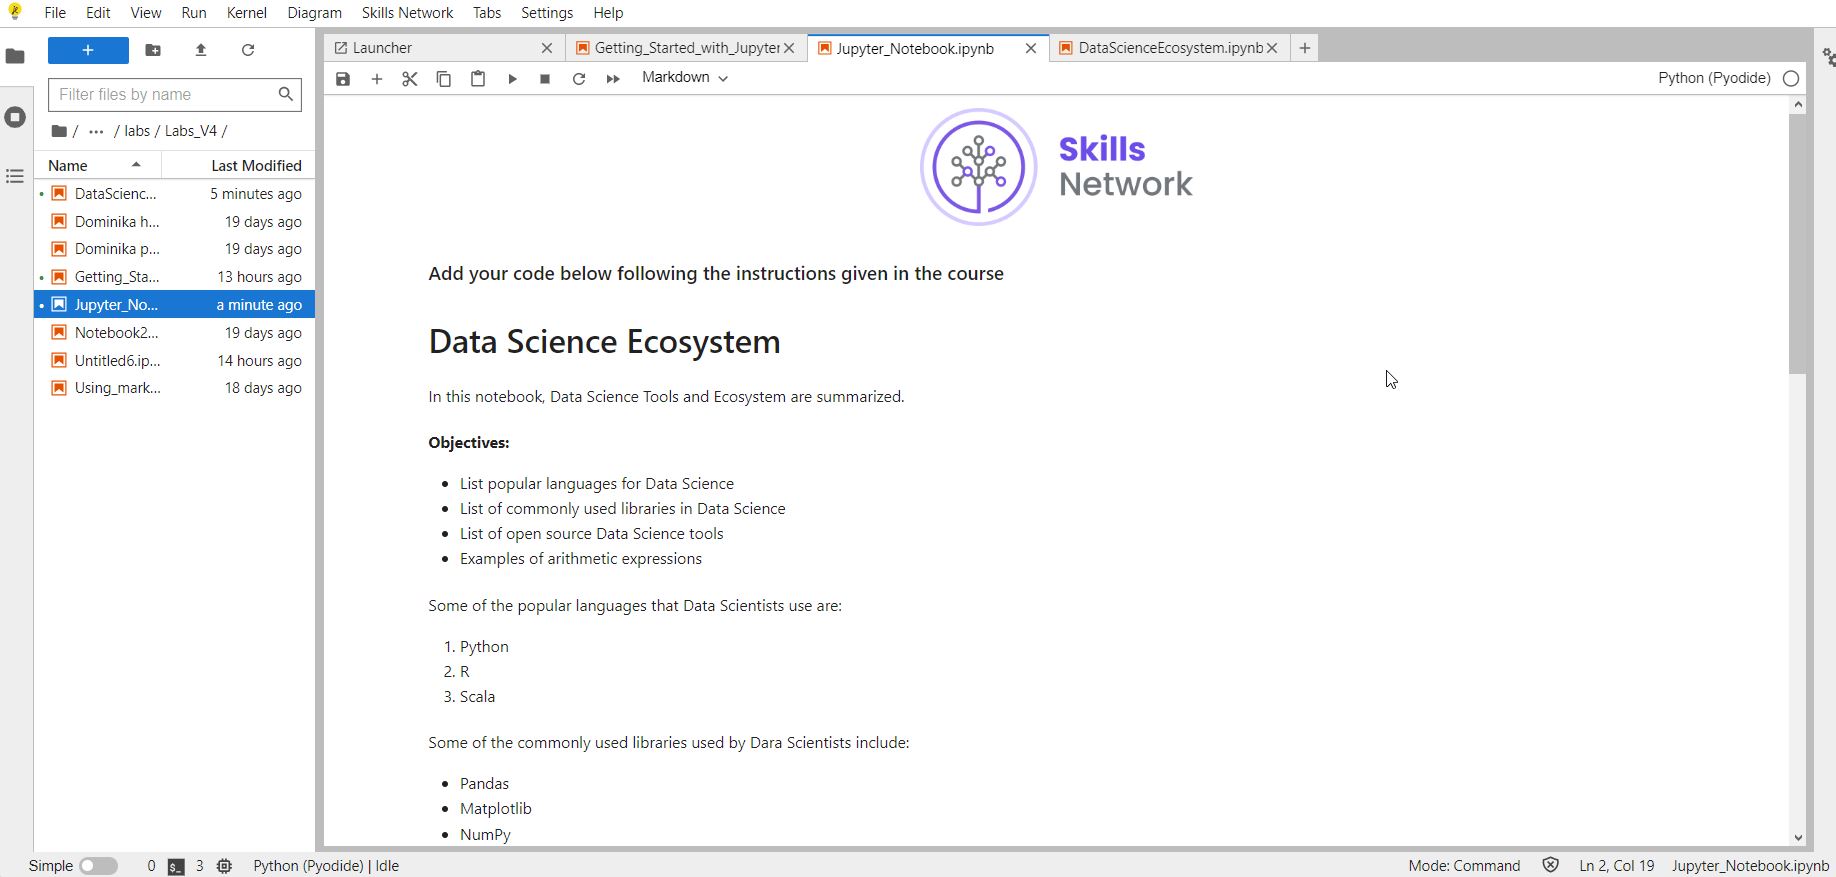 File Edit View Run Kernel Diagram Skills Network Tabs Settings Help
+
Filter files by name
/ ... / labs / Labs_V4 /
Name Last Modified
DataScienc... 5 minutes ago
Dominika h... 19 days ago
Dominika p... 19 days ago
Getting_Sta... 13 hours ago
Jupyter_No... a minute ago
Notebook2... 19 days ago
Untitled6.ip... 14 hours ago
Using_mark... 18 days ago
Launcher Getting_Started_with_Jupyter Jupyter_Notebook.ipynb DataScienceEcosystem.ipynb +
Markdown Python (Pyodide)
Skills
Network
Add your code below following the instructions given in the course
Data Science Ecosystem
In this notebook, Data Science Tools and Ecosystem are summarized.
Objectives:
• List popular languages for Data Science
• List of commonly used libraries in Data Science
• List of open source Data Science tools
• Examples of arithmetic expressions
Some of the popular languages that Data Scientists use are:
1. Python
2. R
3. Scala
Some of the commonly used libraries used by Dara Scientists include:
• Pandas
• Matplotlib
• NumPy
Simple 0 $_ 3 Python (Pyodide) | Idle Mode: Command Ln 2, Col 19 Jupyter_Notebook.ipynb